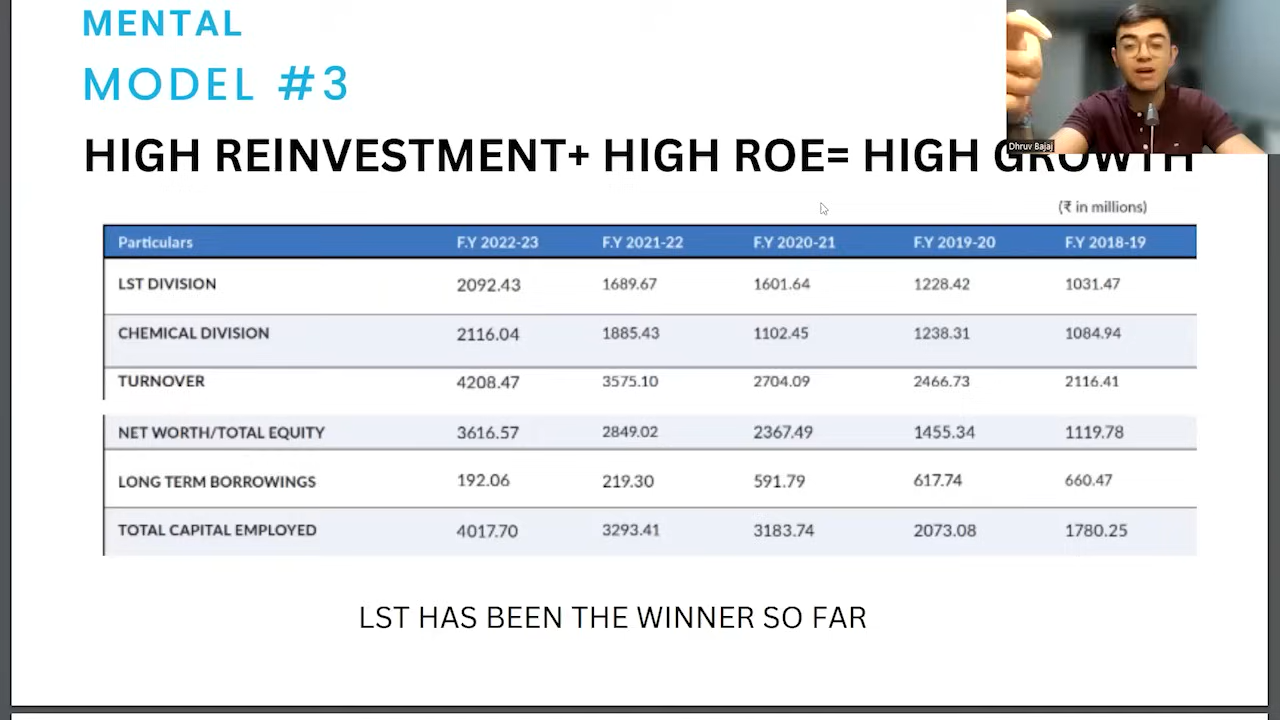 MENTAL
MODEL #3
HIGH REINVESTMENT+ HIGH ROE= HIGH GROWTH
Dhruv Bajaj
(₹ in millions)
Particulars F.Y 2022-23 F.Y 2021-22 F.Y 2020-21 F.Y 2019-20 F.Y 2018-19
LST DIVISION 2092.43 1689.67 1601.64 1228.42 1031.47
CHEMICAL DIVISION 2116.04 1885.43 1102.45 1238.31 1084.94
TURNOVER 4208.47 3575.10 2704.09 2466.73 2116.41
NET WORTH/TOTAL EQUITY 3616.57 2849.02 2367.49 1455.34 1119.78
LONG TERM BORROWINGS 192.06 219.30 591.79 617.74 660.47
TOTAL CAPITAL EMPLOYED 4017.70 3293.41 3183.74 2073.08 1780.25
LST HAS BEEN THE WINNER SO FAR